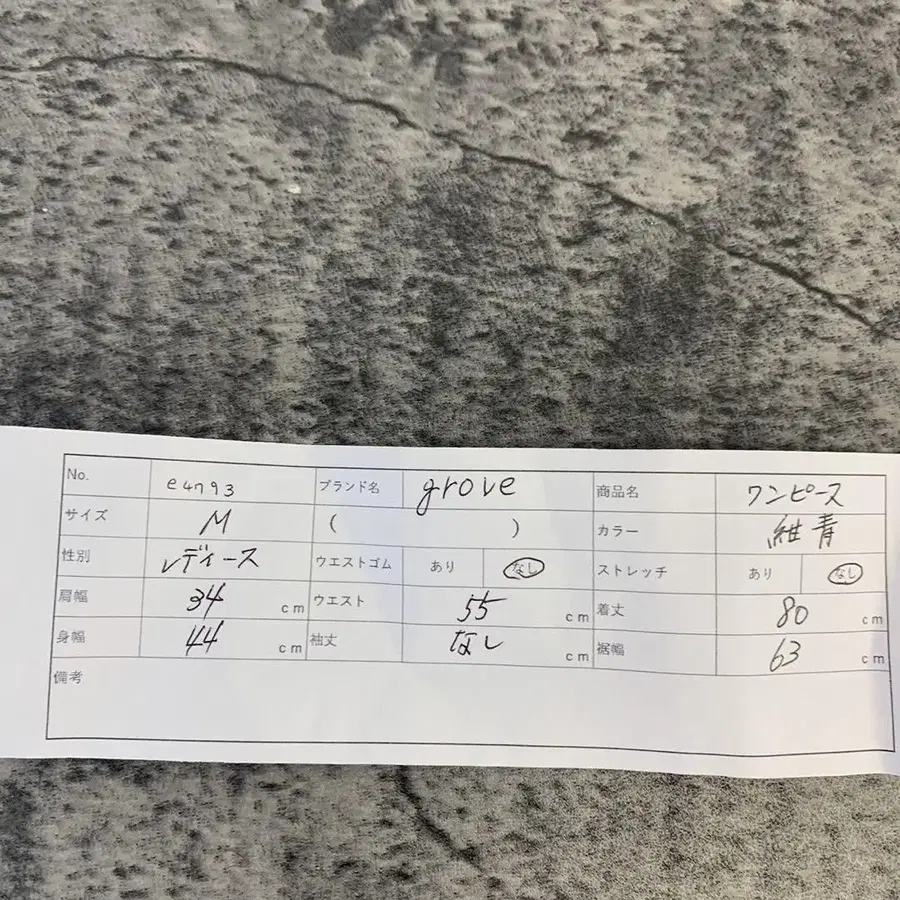 No. e4793 ブランド名 grove 商品名 ワンピース
サイズ M ( ) カラー 紺青
性別 レディース ウエストゴム あり なし ストレッチ あり なし
肩幅 34 cm ウエスト 55 cm 着丈 80 cm
身幅 44 cm 袖丈 なし cm 裾幅 63 cm
備考